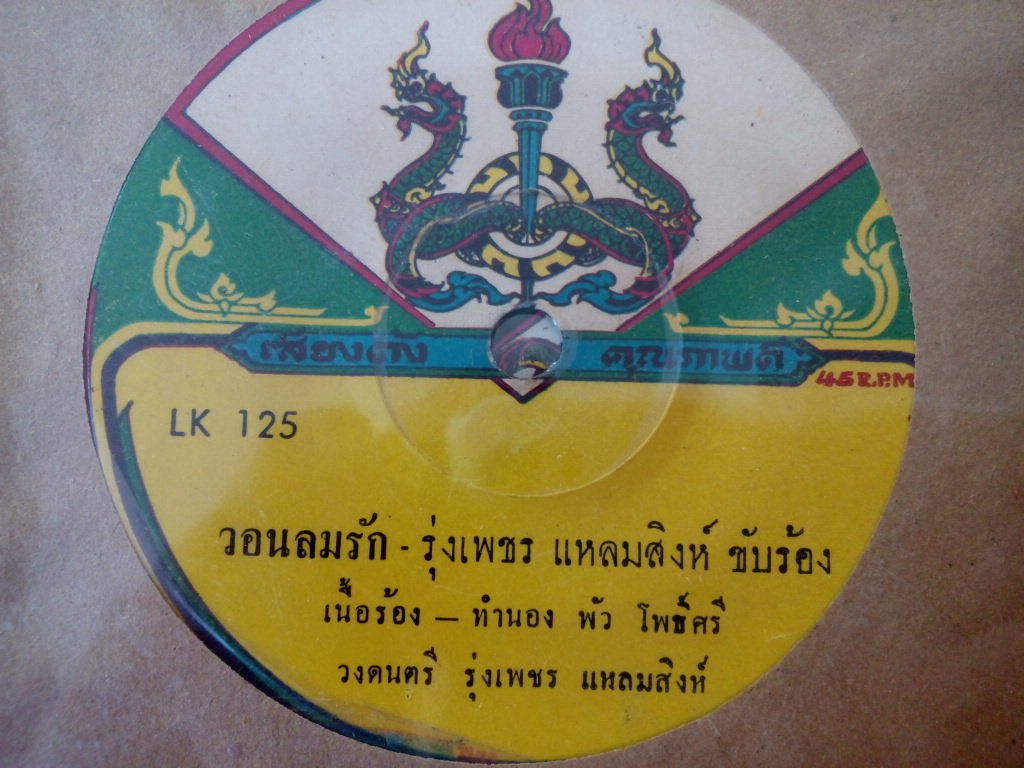 เสียงดัง คุณภาพดี
45 R.P.M
LK 125
วอนลมรัก - รุ่งเพชร แหลมสิงห์ ขับร้อง
เนื้อร้อง – ทำนอง พัว โพธิ์ศรี
วงดนตรี รุ่งเพชร แหลมสิงห์